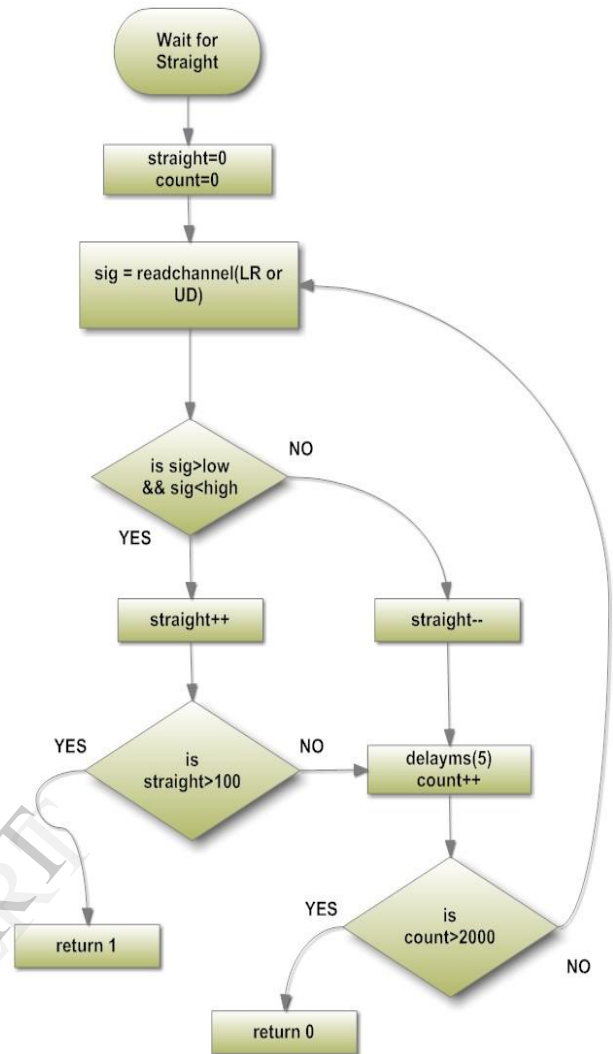 Wait for
Straight
straight=0
count=0
sig = readchannel(LR or
UD)
is sig>low
&& sig<high
NO
YES
straight++
straight--
is
straight>100
YES
NO
delayms(5)
count++
is
count>2000
YES
NO
return 1
return 0